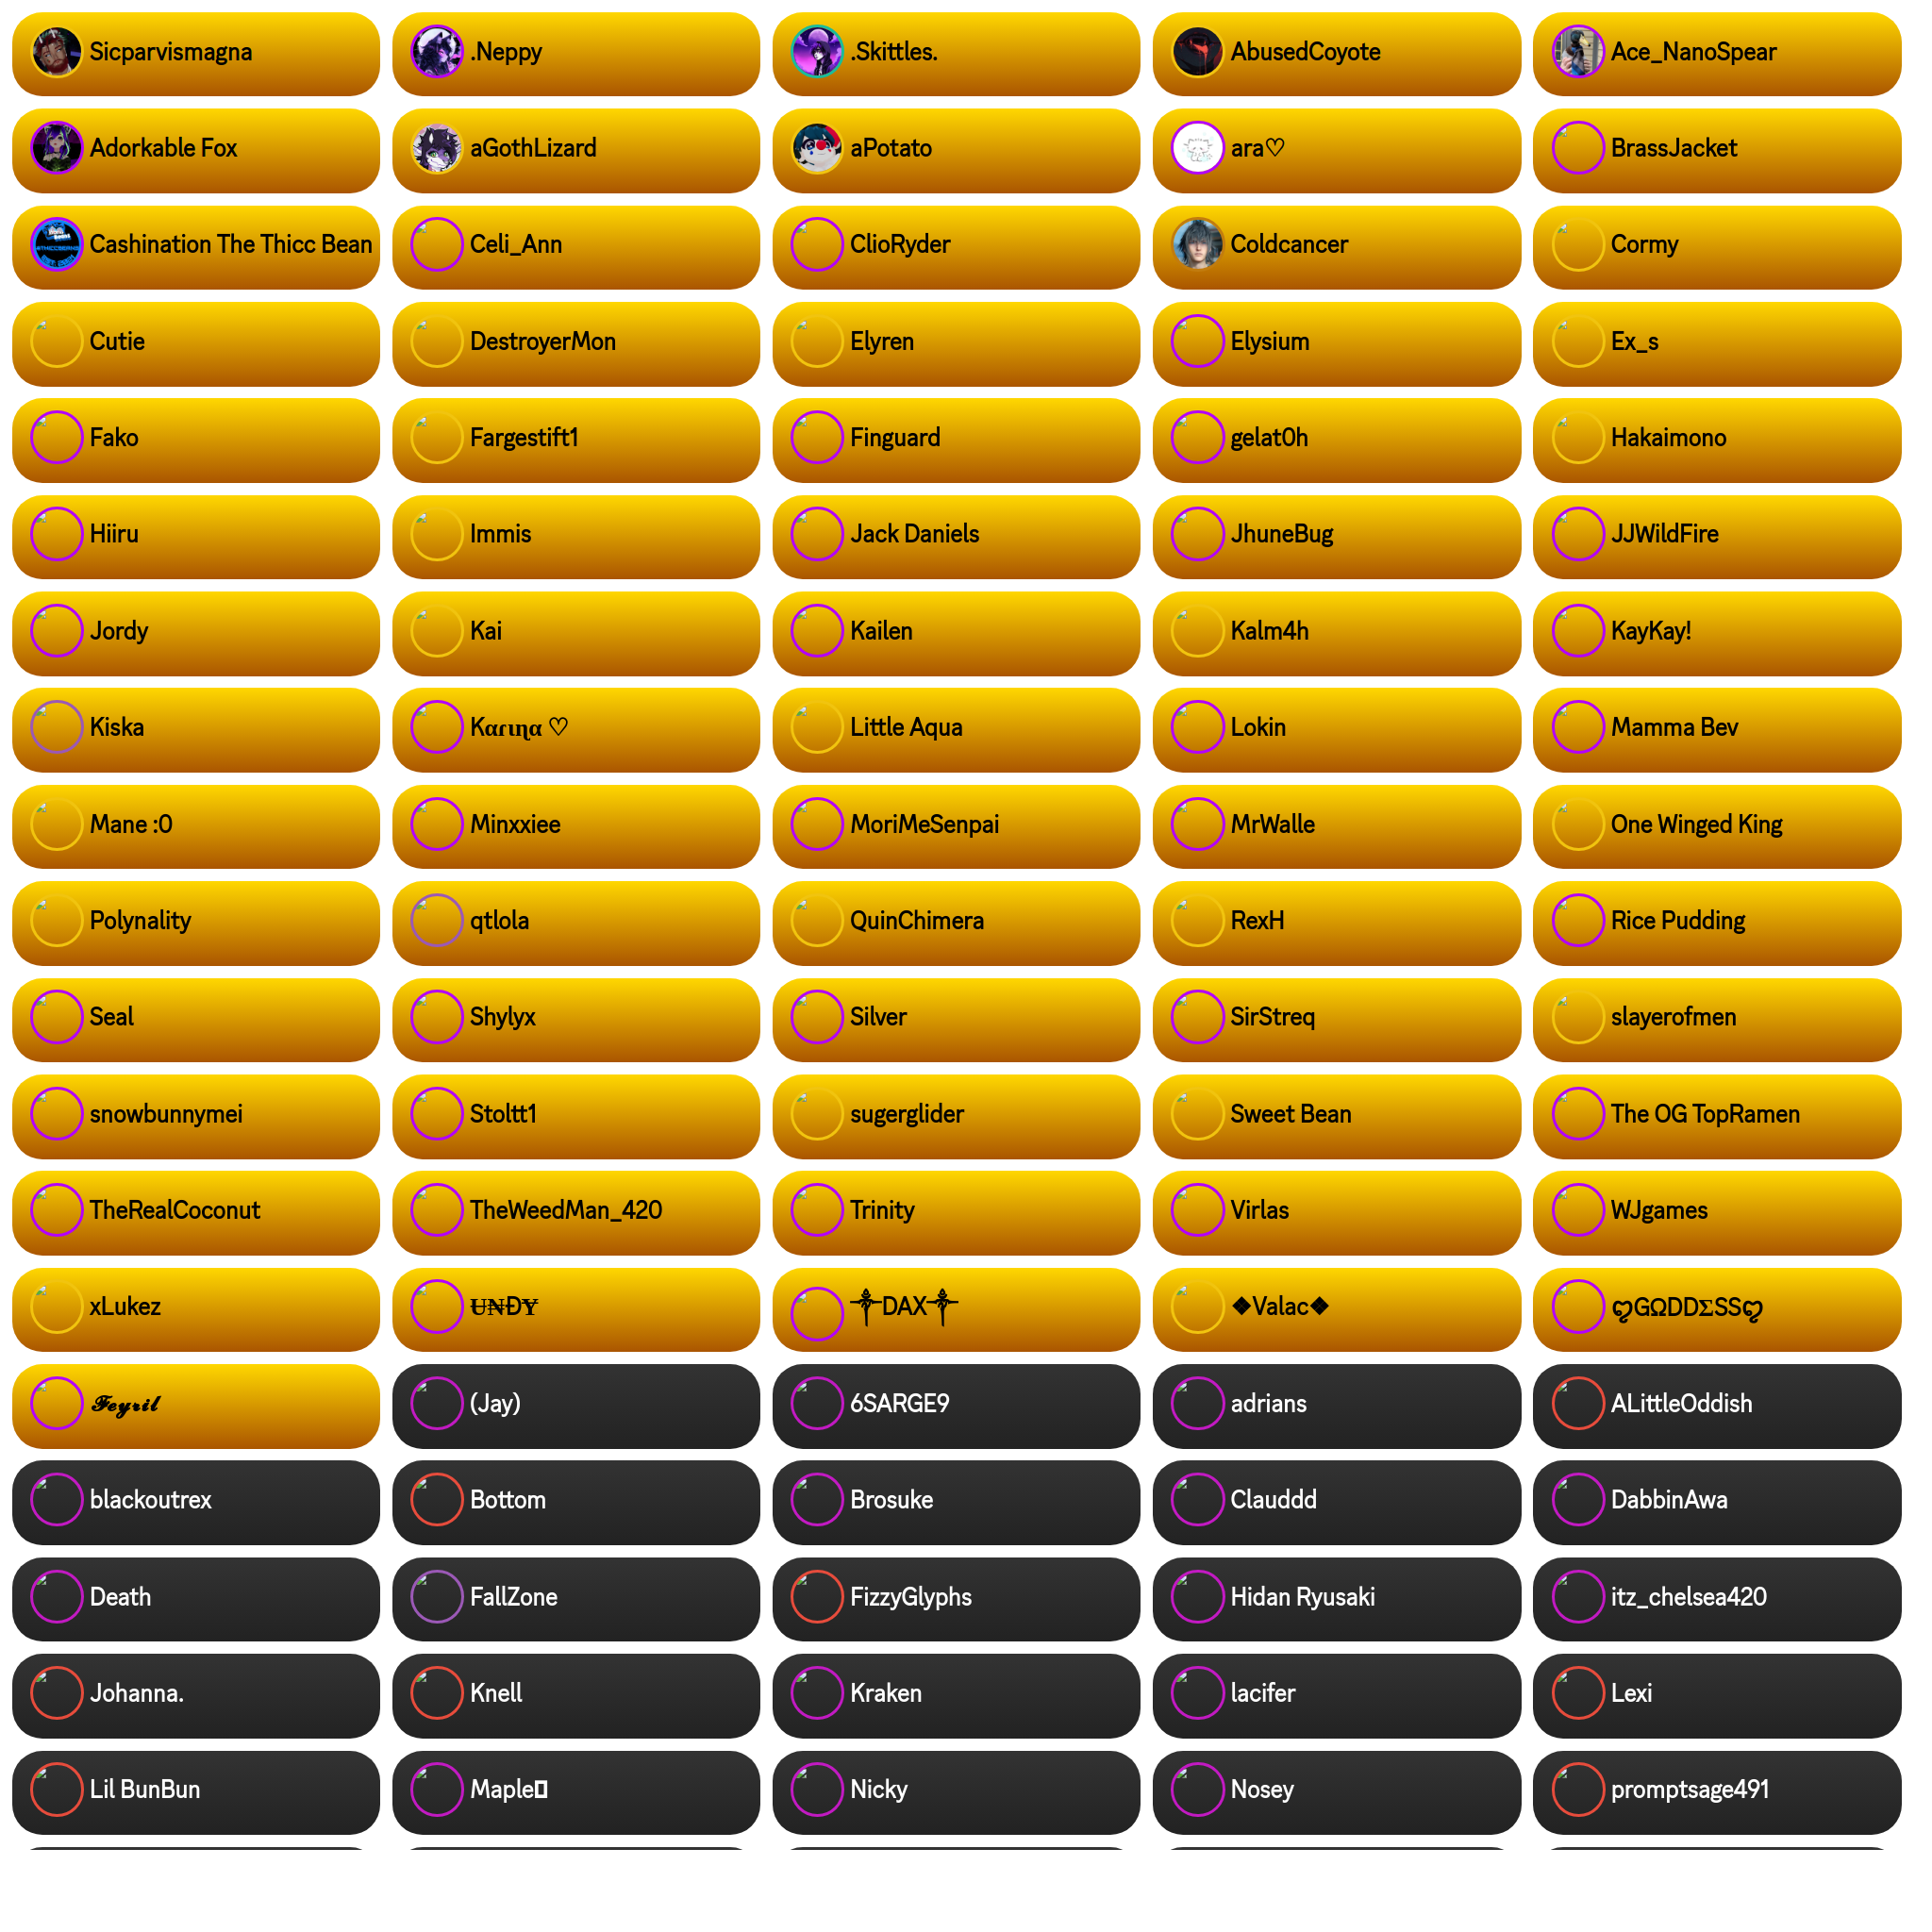 Sicparvismagna
.Neppy
.Skittles.
AbusedCoyote
Ace_NanoSpear
Adorkable Fox
aGothLizard
aPotato
ara♡
BrassJacket
Cashination The Thicc Bean
Celi_Ann
ClioRyder
Coldcancer
Cormy
Cutie
DestroyerMon
Elyren
Elysium
Ex_s
Fako
Fargestift1
Finguard
gelat0h
Hakaimono
Hiiru
Immis
Jack Daniels
JhuneBug
JJWildFire
Jordy
Kai
Kailen
Kalm4h
KayKay!
Kiska
Kαɾιɳα ♡
Little Aqua
Lokin
Mamma Bev
Mane :0
Minxxiee
MoriMeSenpai
MrWalle
One Winged King
Polynality
qtlola
QuinChimera
RexH
Rice Pudding
Seal
Shylyx
Silver
SirStreq
slayerofmen
snowbunnymei
Stoltt1
sugerglider
Sweet Bean
The OG TopRamen
TheRealCoconut
TheWeedMan_420
Trinity
Virlas
WJgames
xLukez
U̶N̶D̶Y̶
༒DAX༒
❖Valac❖
ღGΩDDΣSSღ
𝓕𝓮𝔂𝓻𝓲𝓵
(Jay)
6SARGE9
adrians
ALittleOddish
blackoutrex
Bottom
Brosuke
Clauddd
DabbinAwa
Death
FallZone
FizzyGlyphs
Hidan Ryusaki
itz_chelsea420
Johanna.
Knell
Kraken
lacifer
Lexi
Lil BunBun
Maple
Nicky
Nosey
promptsage491